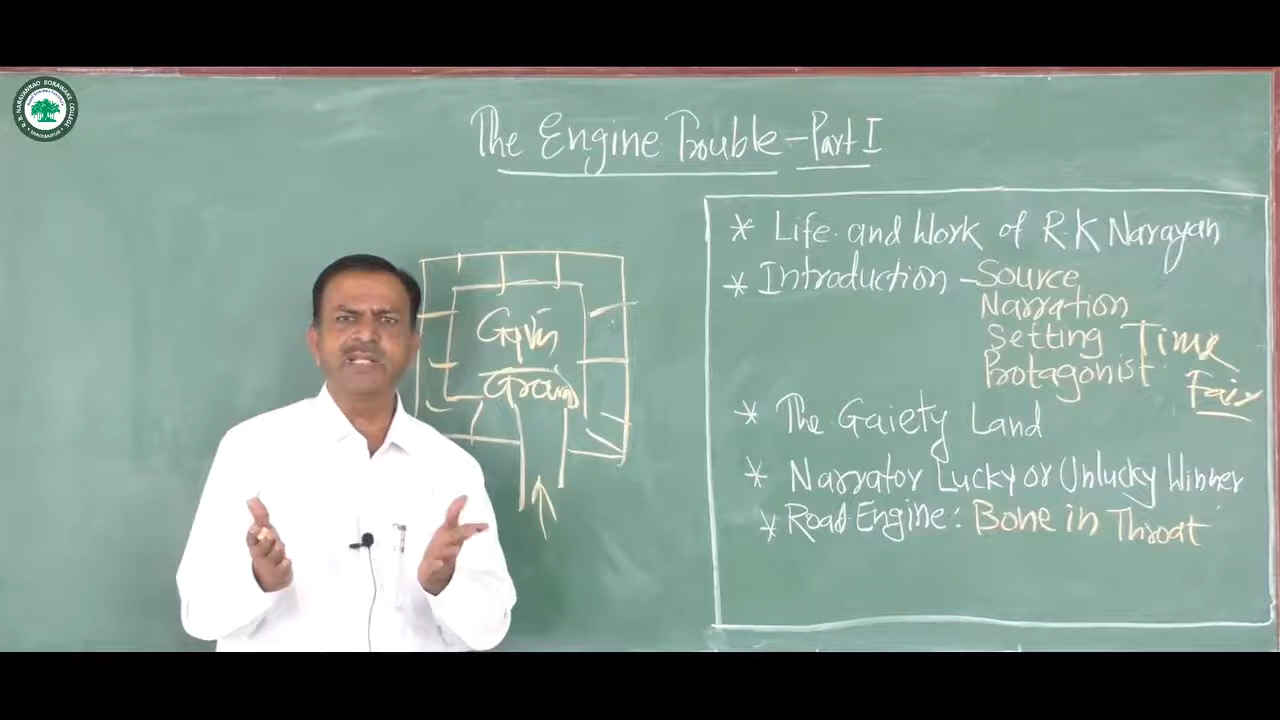 The Engine Trouble - Part I
* Life and Work of R.K Narayan
* Introduction - Source
Narration
Setting Time
Protagonist Fair
* The Gaiety Land
* Narrator Lucky or Unlucky Winner
* Road Engine: Bone in Throat
Ground